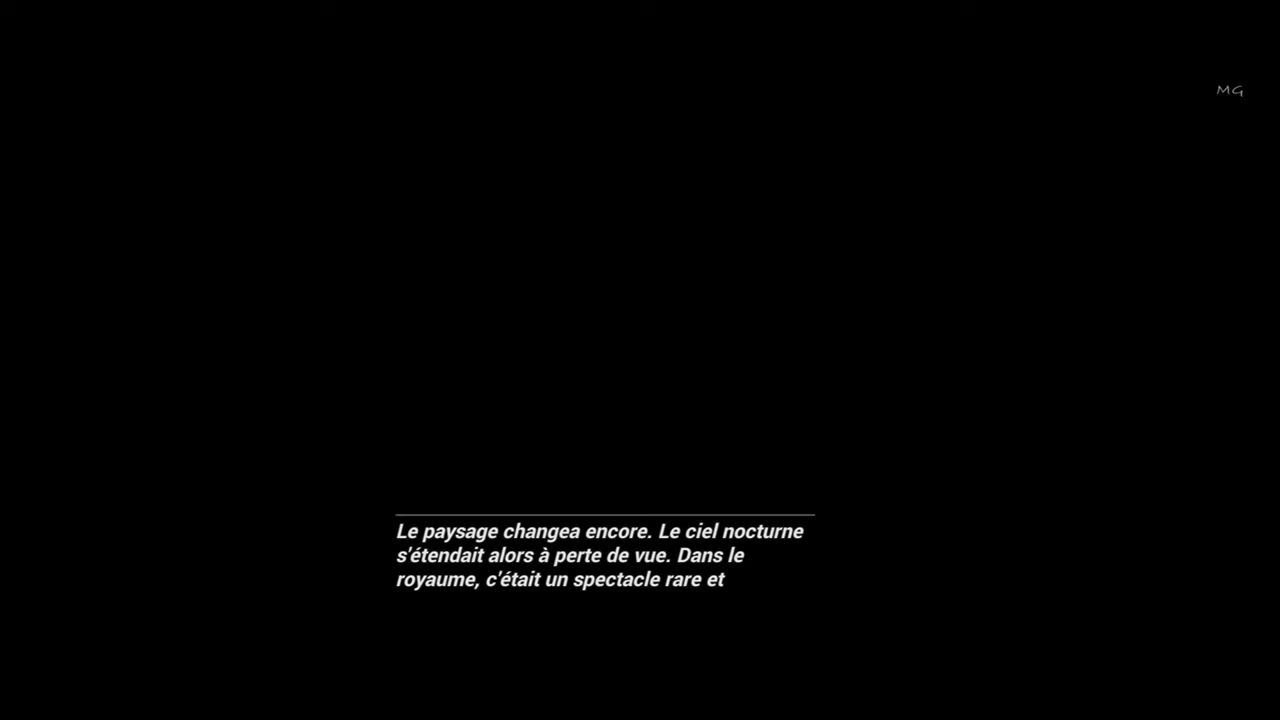 MG
Le paysage changea encore. Le ciel nocturne
s'étendait alors à perte de vue. Dans le
royaume, c'était un spectacle rare et